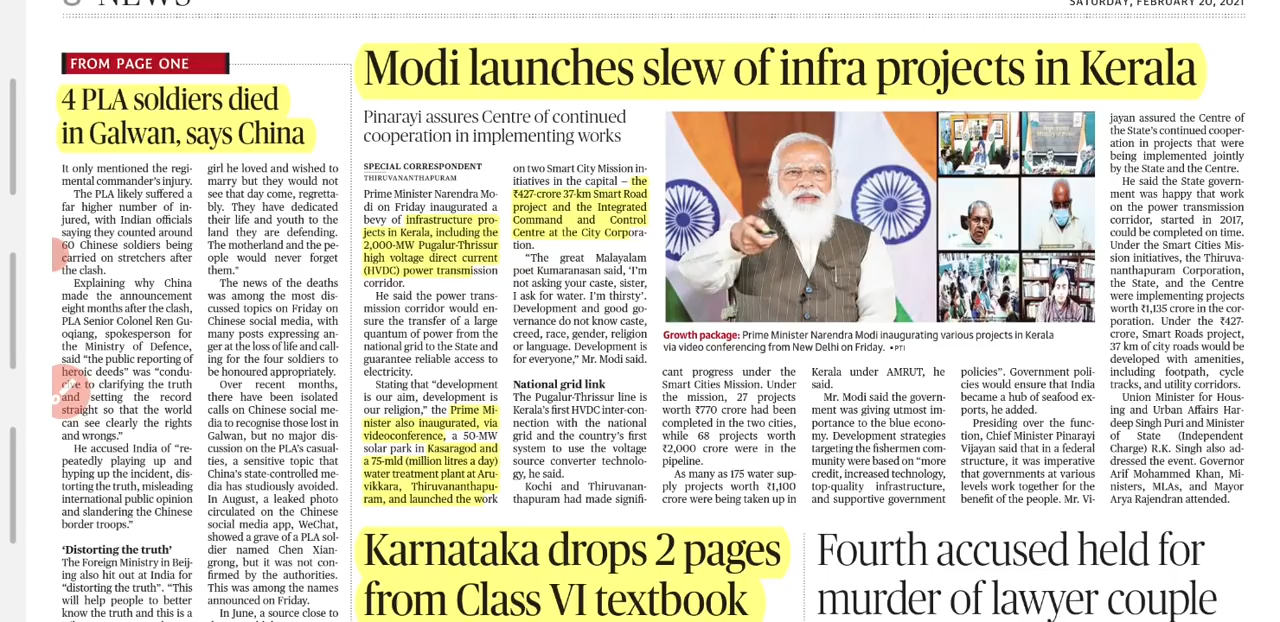 NEWS
SATURDAY, FEBRUARY 20, 2021
FROM PAGE ONE
4 PLA soldiers died
in Galwan, says China
It only mentioned the regi-
mental commander's injury.
The PLA likely suffered a
far higher number of in-
jured, with Indian officials
saying they counted around
60 Chinese soldiers being
carried on stretchers after
the clash.
Explaining why China
made the announcement
eight months after the clash,
PLA Senior Colonel Ren Gu-
oqiang, spokesperson for
the Ministry of Defence,
said "the public reporting of
heroic deeds" was "condu-
to clarifying the truth
and setting the record
straight so that the world
can see clearly the rights
and wrongs."
He accused India of "re-
peatedly playing up and
hyping up the incident, dis-
torting the truth, misleading
international public opinion
and slandering the Chinese
border troops."
'Distorting the truth'
The Foreign Ministry in Beij-
ing also hit out at India for
"distorting the truth". "This
will help people to better
know the truth and this is a
girl he loved and wished to
marry but they would not
see that day come, regretta-
bly. They have dedicated
their life and youth to the
land they are defending.
The motherland and the peo-
ple would never forget
them."
The news of the deaths
was among the most dis-
cussed topics on Friday on
Chinese social media, with
many posts expressing an-
ger at the loss of life and call-
ing for the four soldiers to
be honoured appropriately.
Over recent months,
there have been isolated
calls on Chinese social me-
dia to recognise those lost in
Galwan, but no major dis-
cussion on the PLA's casual-
ties, a sensitive topic that
China's state-controlled me-
dia has studiously avoided.
In August, a leaked photo
circulated on the Chinese
social media app, WeChat,
showed a grave of a PLA sol-
dier named Chen Xian-
grong, but it was not con-
firmed by the authorities.
This was among the names
announced on Friday.
In June, a source close to
Modi launches slew of infra projects in Kerala
Pinarayi assures Centre of continued
cooperation in implementing works
SPECIAL CORRESPONDENT
THIRUVANANTHAPURAM
Prime Minister Narendra Mo-
di on Friday inaugurated a
bevy of infrastructure pro-
jects in Kerala, including the
2,000-MW Pugalur-Thrissur
high voltage direct current
(HVDC) power transmission
corridor.
He said the power trans-
mission corridor would en-
sure the transfer of a large
quantum of power from the
national grid to the State and
guarantee reliable access to
electricity.
Stating that "development
is our aim, development is
our religion," the Prime Mi-
nister also inaugurated, via
videoconference, a 50-MW
solar park in Kasaragod and
a 75-mld (million litres a day)
water treatment plant at Aru-
vikkara, Thiruvananthapu-
ram, and launched the work
on two Smart City Mission in-
itiatives in the capital – the
₹427-crore 37-km Smart Road
project and the Integrated
Command and Control
Centre at the City Corpora-
tion.
"The great Malayalam
poet Kumaranasan said, 'I'm
not asking your caste, sister,
I ask for water. I'm thirsty'.
Development and good go-
vernance do not know caste,
creed, race, gender, religion
or language. Development is
for everyone," Mr. Modi said.
National grid link
The Pugalur-Thrissur line is
Kerala's first HVDC inter-con-
nection with the national
grid and the country's first
system to use the voltage
source converter technolo-
gy, he said.
Kochi and Thiruvanan-
thapuram had made signifi-
Growth package: Prime Minister Narendra Modi inaugurating various projects in Kerala
via video conferencing from New Delhi on Friday. •PTI
cant progress under the
Smart Cities Mission. Under
the mission, 27 projects
worth ₹770 crore had been
completed in the two cities,
while 68 projects worth
₹2,000 crore were in the
pipeline.
As many as 175 water sup-
ply projects worth ₹1,100
crore were being taken up in
Kerala under AMRUT, he
said.
Mr. Modi said the govern-
ment was giving utmost im-
portance to the blue econo-
my. Development strategies
targeting the fishermen com-
munity were based on "more
credit, increased technology,
top-quality infrastructure,
and supportive government
policies". Government poli-
cies would ensure that India
became a hub of seafood ex-
ports, he added.
Presiding over the func-
tion, Chief Minister Pinarayi
Vijayan said that in a federal
structure, it was imperative
that governments at various
levels work together for the
benefit of the people. Mr. Vi-
jayan assured the Centre of
the State's continued cooper-
ation in projects that were
being implemented jointly
by the State and the Centre.
He said the State govern-
ment was happy that work
on the power transmission
corridor, started in 2017,
could be completed on time.
Under the Smart Cities Mis-
sion initiatives, the Thiruva-
nanthapuram Corporation,
the State, and the Centre
were implementing projects
worth ₹1,135 crore in the cor-
poration. Under the ₹427-
crore, Smart Roads project,
37 km of city roads would be
developed with amenities,
including footpath, cycle
tracks, and utility corridors.
Union Minister for Hous-
ing and Urban Affairs Har-
deep Singh Puri and Minister
of State (Independent
Charge) R.K. Singh also ad-
dressed the event. Governor
Arif Mohammed Khan, Mi-
nisters, MLAs, and Mayor
Arya Rajendran attended.
Karnataka drops 2 pages
from Class VI textbook
Fourth accused held for
murder of lawyer couple